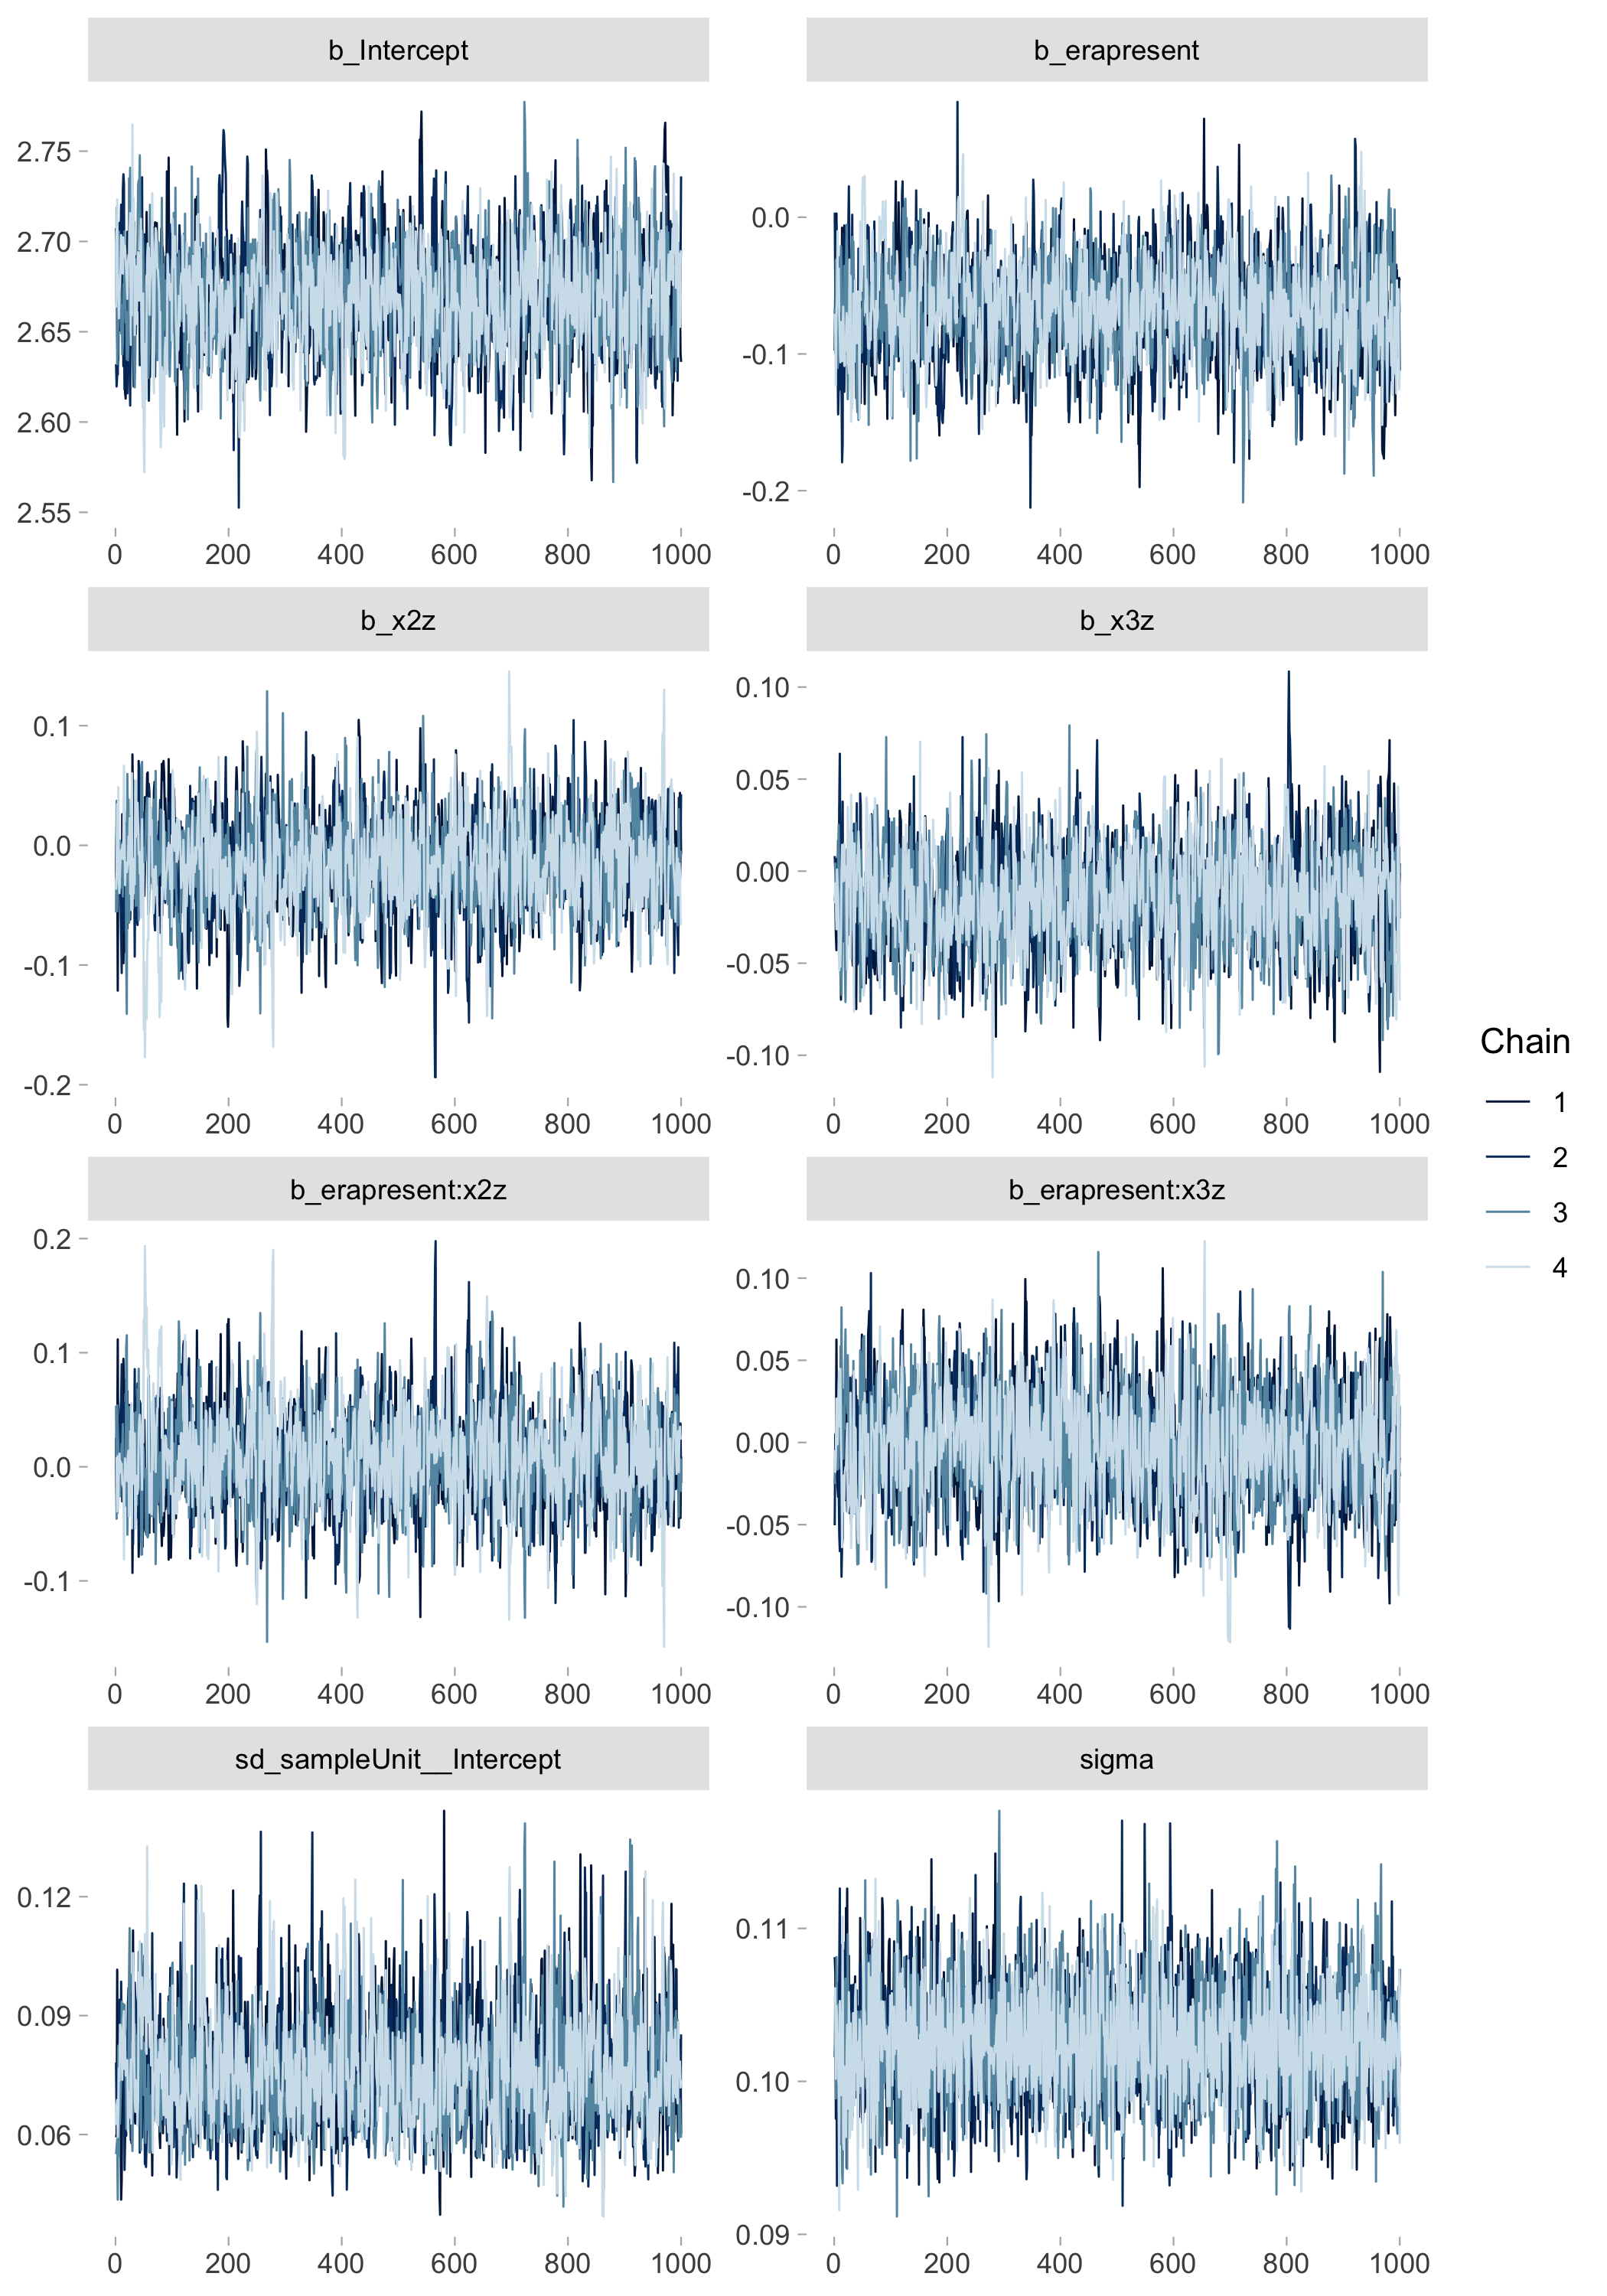 b_Intercept
2.75
2.70
2.65
2.60
2.55
0 200 400 600 800 1000
b_erapresent
0.0
-0.1
-0.2
0 200 400 600 800 1000
b_x2z
0.1
0.0
-0.1
-0.2
0 200 400 600 800 1000
b_x3z
0.10
0.05
0.00
-0.05
-0.10
0 200 400 600 800 1000
b_erapresent:x2z
0.2
0.1
0.0
-0.1
0 200 400 600 800 1000
b_erapresent:x3z
0.10
0.05
0.00
-0.05
-0.10
0 200 400 600 800 1000
sd_sampleUnit__Intercept
0.12
0.09
0.06
0 200 400 600 800 1000
sigma
0.11
0.10
0.09
0 200 400 600 800 1000
Chain
1
2
3
4